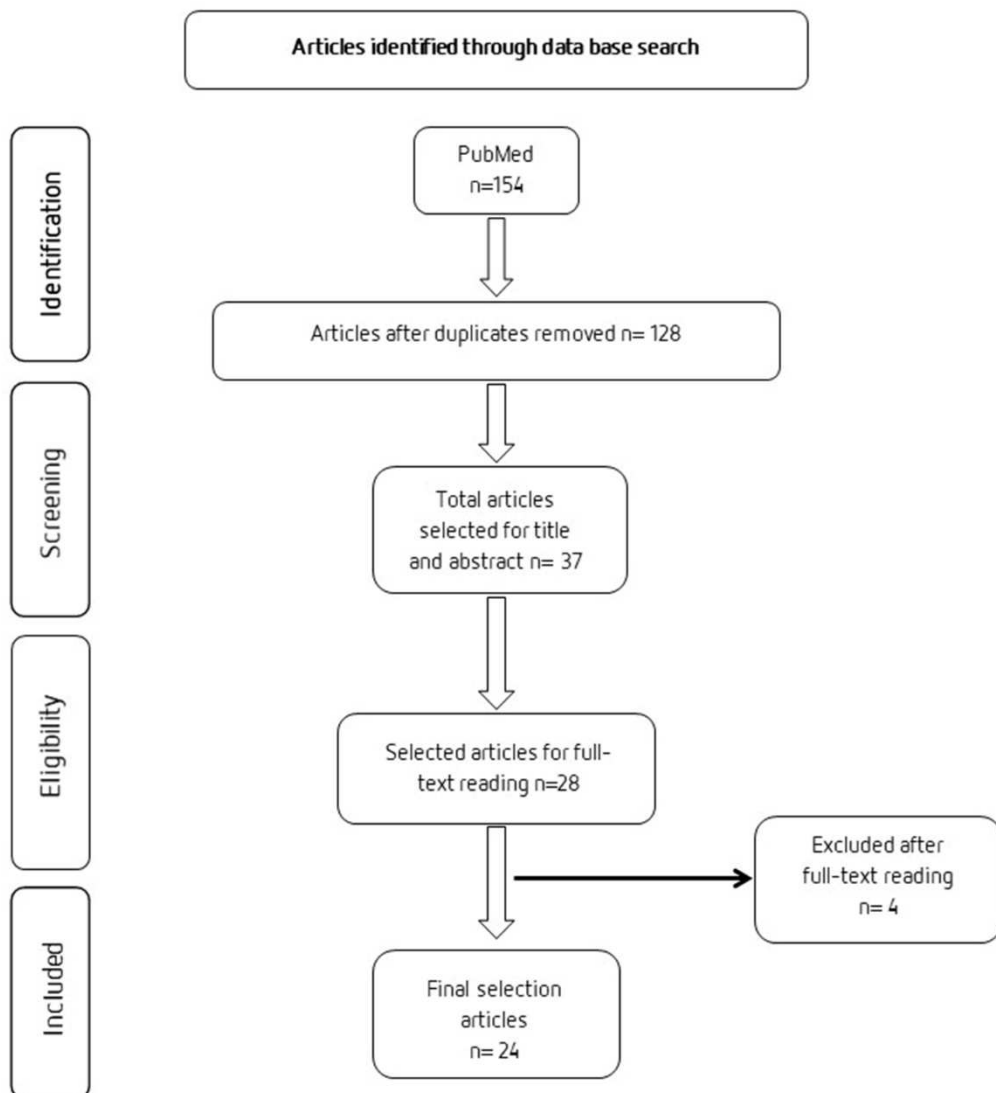 Articles identified through data base search
Identification
PubMed
n=154
Articles after duplicates removed n= 128
Screening
Total articles
selected for title
and abstract n= 37
Eligibility
Selected articles for full-
text reading n=28
Excluded after
full-text reading
n= 4
Included
Final selection
articles
n= 24